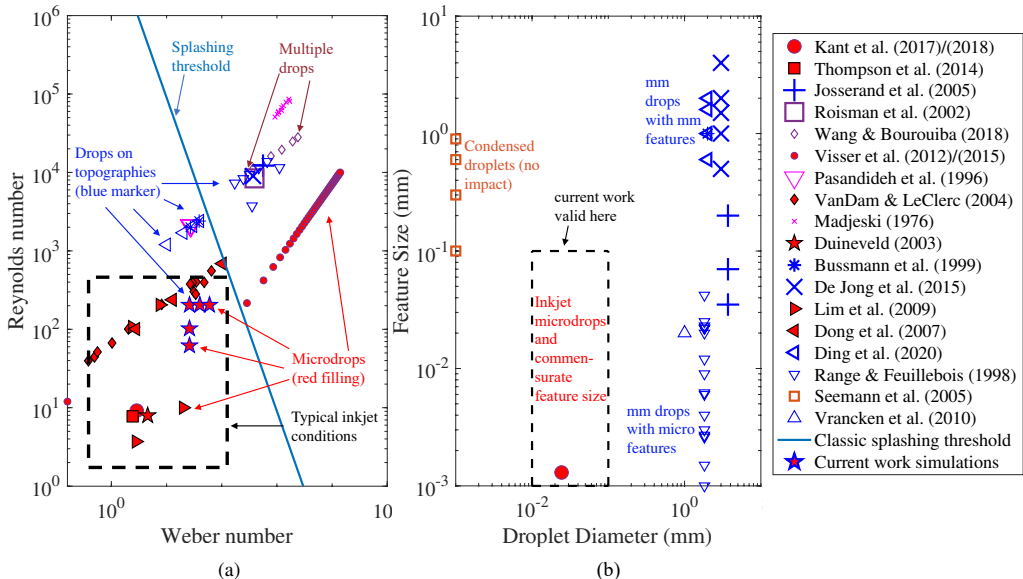 (a)
10^6
10^5
10^4
10^3
10^2
10^1
10^0
Reynolds number
10^0
10
Weber number
Splashing
threshold
Multiple
drops
Drops on
topographies
(blue marker)
Microdrops
(red filling)
Typical inkjet
conditions
(a)
(b)
10^1
10^0
10^-1
10^-2
10^-3
Feature Size (mm)
10^-2
10^0
Droplet Diameter (mm)
mm
drops
with mm
features
Condensed
droplets (no
impact)
current work
valid here
Inkjet
microdrops
and
commen-
surate
feature size
mm drops
with micro
features
(b)
Kant et al. (2017)/(2018)
Thompson et al. (2014)
Josserand et al. (2005)
Roisman et al. (2002)
Wang & Bourouiba (2018)
Visser et al. (2012)/(2015)
Pasandideh et al. (1996)
VanDam & LeClerc (2004)
Madjeski (1976)
Duineveld (2003)
Bussmann et al. (1999)
De Jong et al. (2015)
Lim et al. (2009)
Dong et al. (2007)
Ding et al. (2020)
Range & Feuillebois (1998)
Seemann et al. (2005)
Vrancken et al. (2010)
Classic splashing threshold
Current work simulations